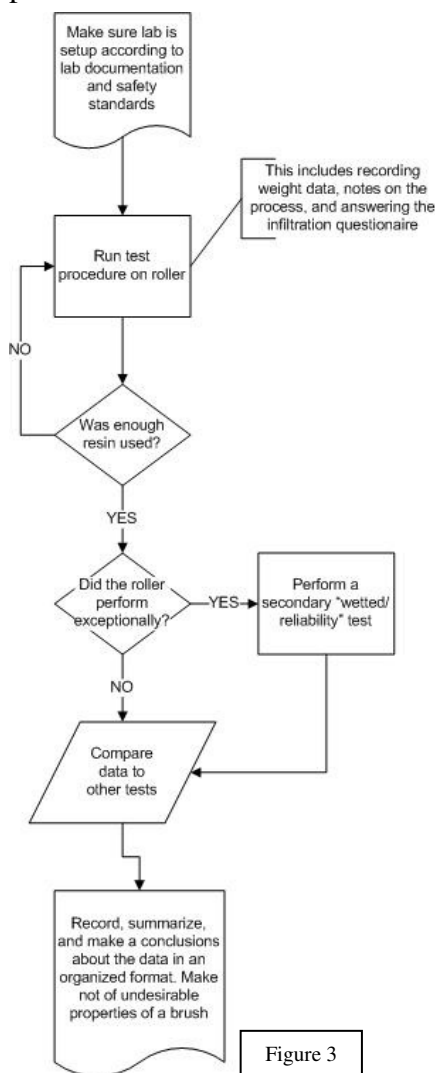 Make sure lab is
setup according to
lab documentation
and safety
standards
This includes recording
weight data, notes on the
process, and answering the
infiltration questionaire
Run test
procedure on roller
NO
Was enough
resin used?
YES
Did the roller
perform
exceptionally?
YES
Perform a
secondary "wetted/
reliability" test
NO
Compare
data to
other tests
Record, summarize,
and make a conclusions
about the data in an
organized format. Make
not of undesirable
properties of a brush
Figure 3